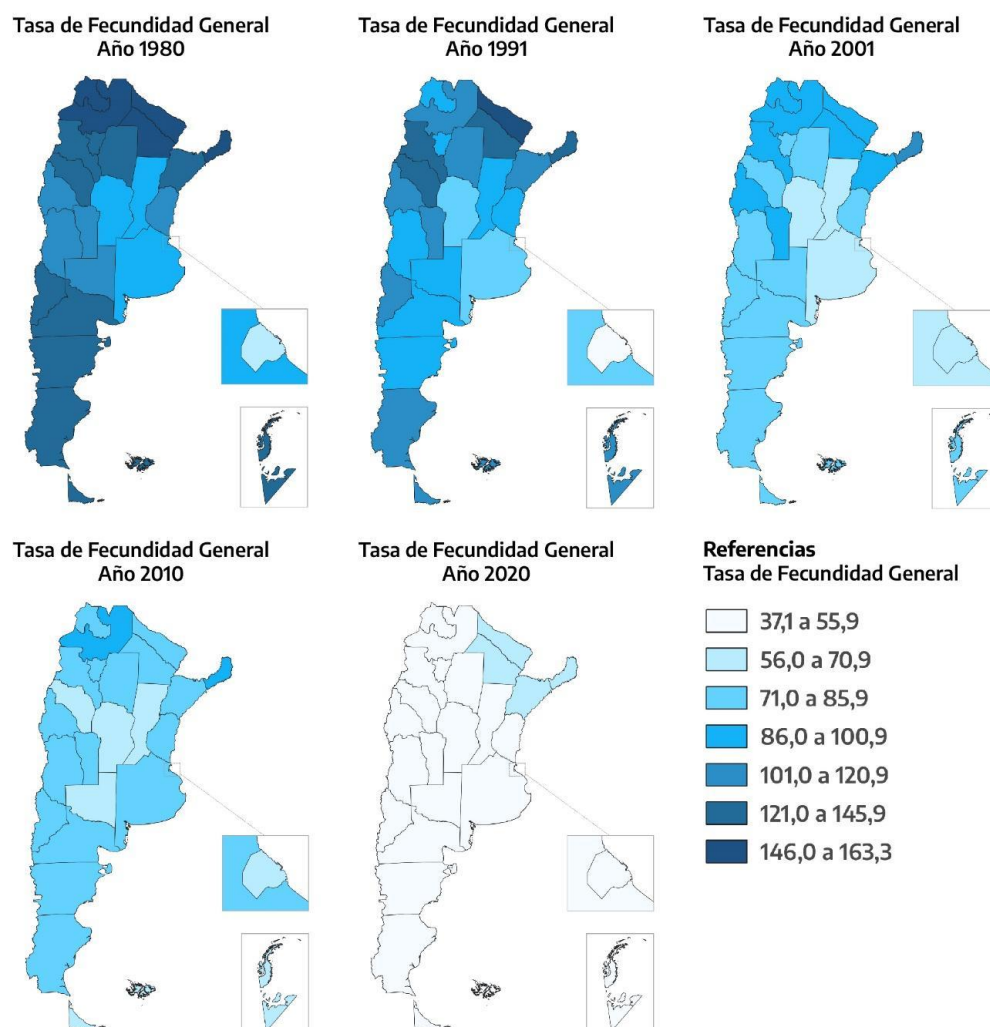 Tasa de Fecundidad General
Año 1980
Tasa de Fecundidad General
Año 1991
Tasa de Fecundidad General
Año 2001
Tasa de Fecundidad General
Año 2010
Tasa de Fecundidad General
Año 2020
Referencias
Tasa de Fecundidad General
37,1 a 55,9
56,0 a 70,9
71,0 a 85,9
86,0 a 100,9
101,0 a 120,9
121,0 a 145,9
146,0 a 163,3